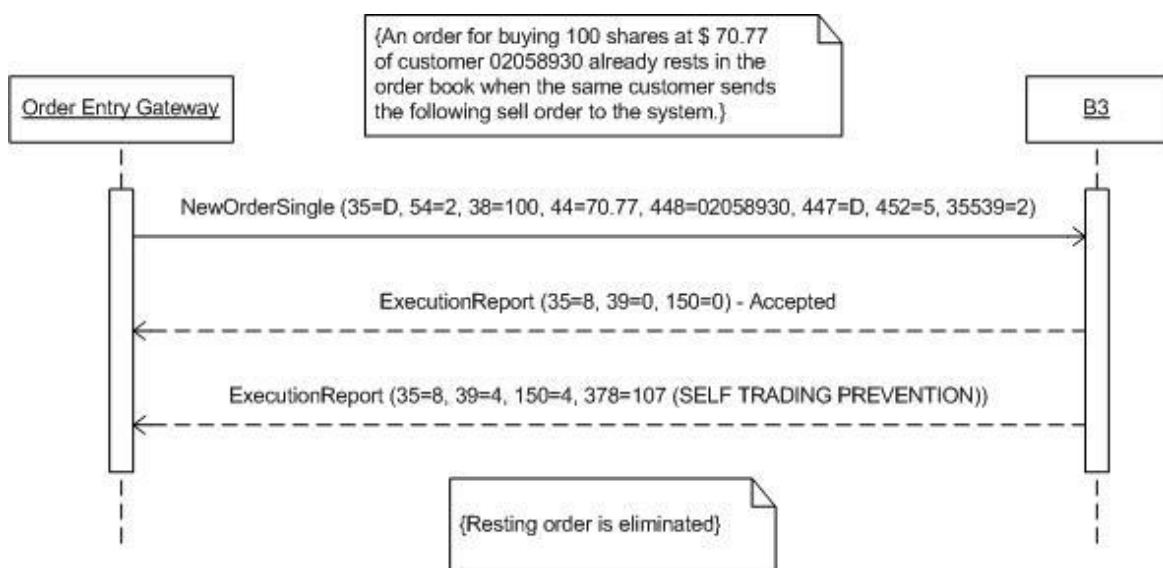 {An order for buying 100 shares at $ 70.77
of customer 02058930 already rests in the
order book when the same customer sends
the following sell order to the system.}
Order Entry Gateway
B3
NewOrderSingle (35=D, 54=2, 38=100, 44=70.77, 448=02058930, 447=D, 452=5, 35539=2)
ExecutionReport (35=8, 39=0, 150=0) - Accepted
ExecutionReport (35=8, 39=4, 150=4, 378=107 (SELF TRADING PREVENTION))
{Resting order is eliminated}